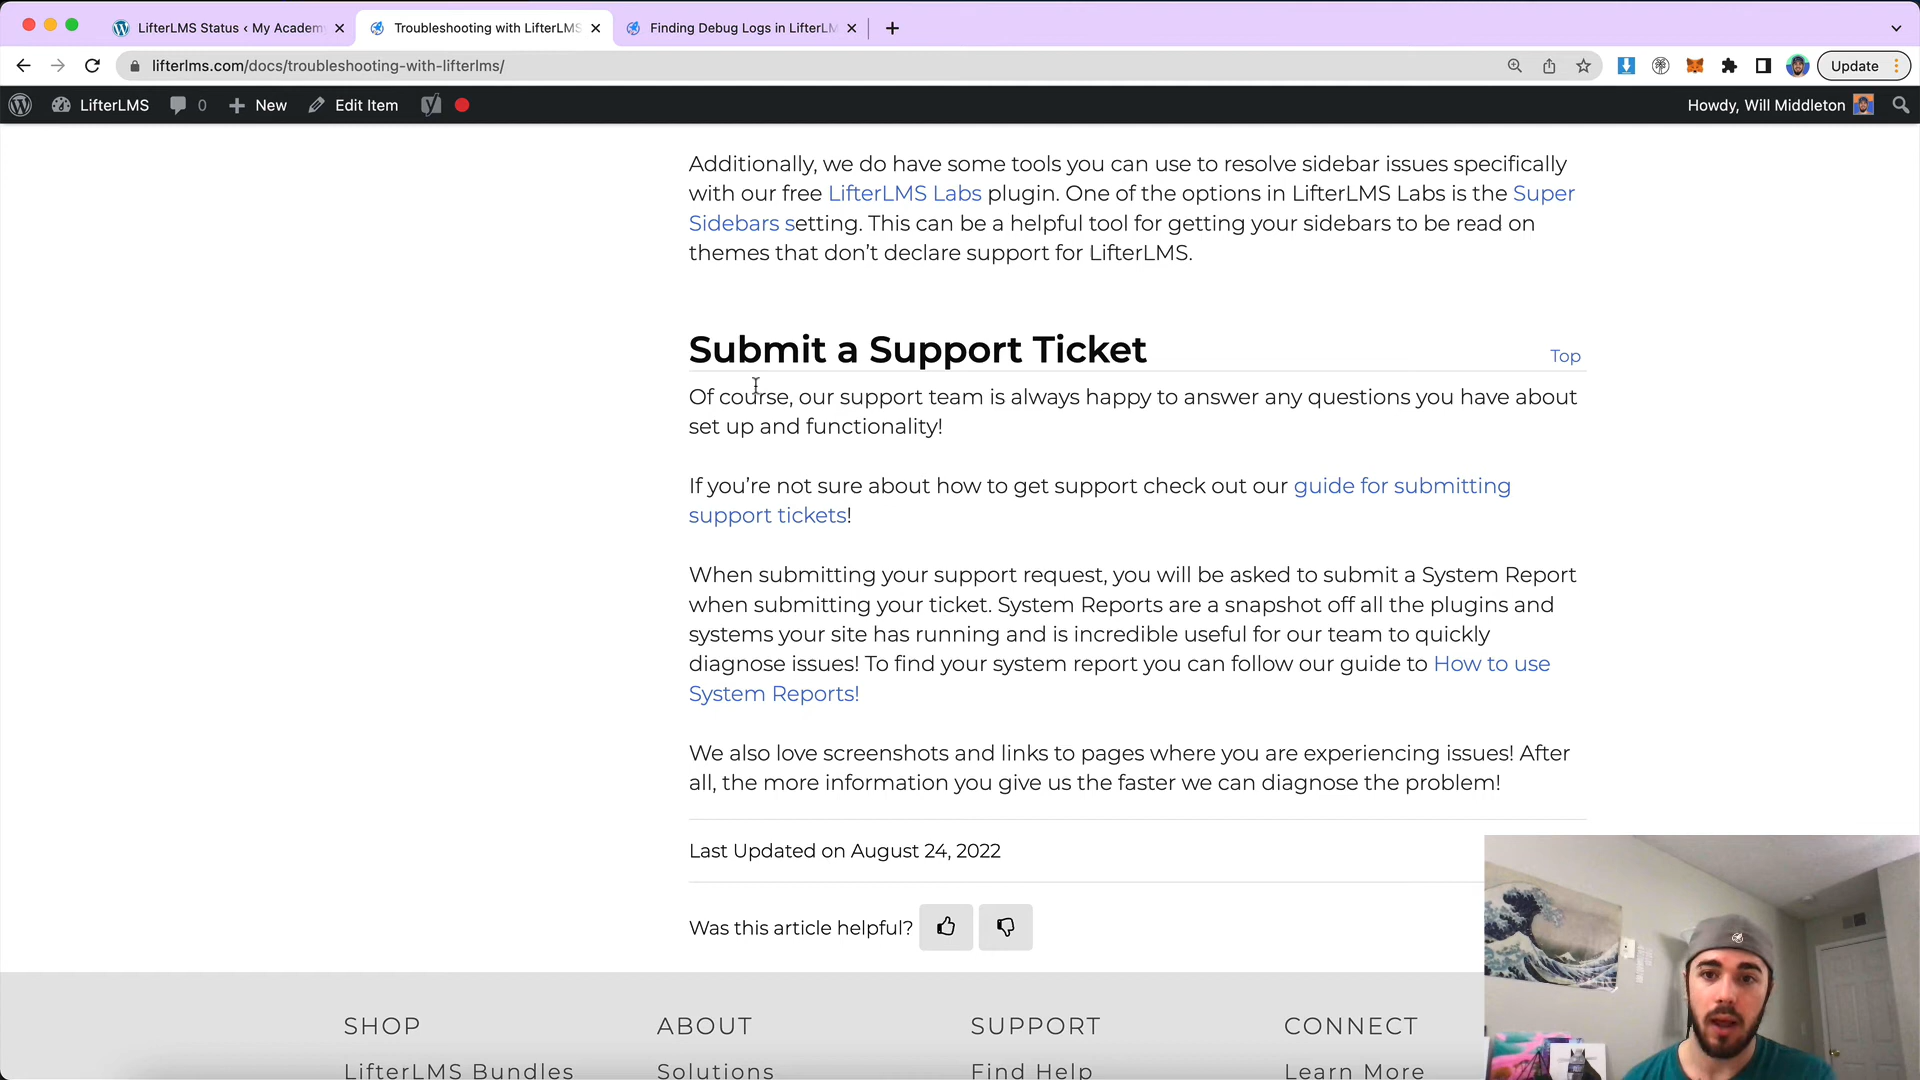 LifterLMS Status ‹ My Academ
Troubleshooting with LifterLMS
Finding Debug Logs in LifterLM
lifterlms.com/docs/troubleshooting-with-lifterlms/
Update
LifterLMS
0
New
Edit Item
Howdy, Will Middleton
Additionally, we do have some tools you can use to resolve sidebar issues specifically
with our free LifterLMS Labs plugin. One of the options in LifterLMS Labs is the Super
Sidebars setting. This can be a helpful tool for getting your sidebars to be read on
themes that don’t declare support for LifterLMS.
Submit a Support Ticket
Top
Of course, our support team is always happy to answer any questions you have about
set up and functionality!
If you’re not sure about how to get support check out our guide for submitting
support tickets!
When submitting your support request, you will be asked to submit a System Report
when submitting your ticket. System Reports are a snapshot off all the plugins and
systems your site has running and is incredible useful for our team to quickly
diagnose issues! To find your system report you can follow our guide to How to use
System Reports!
We also love screenshots and links to pages where you are experiencing issues! After
all, the more information you give us the faster we can diagnose the problem!
Last Updated on August 24, 2022
Was this article helpful?
SHOP
ABOUT
SUPPORT
CONNECT
LifterLMS Bundles
Solutions
Find Help
Learn More